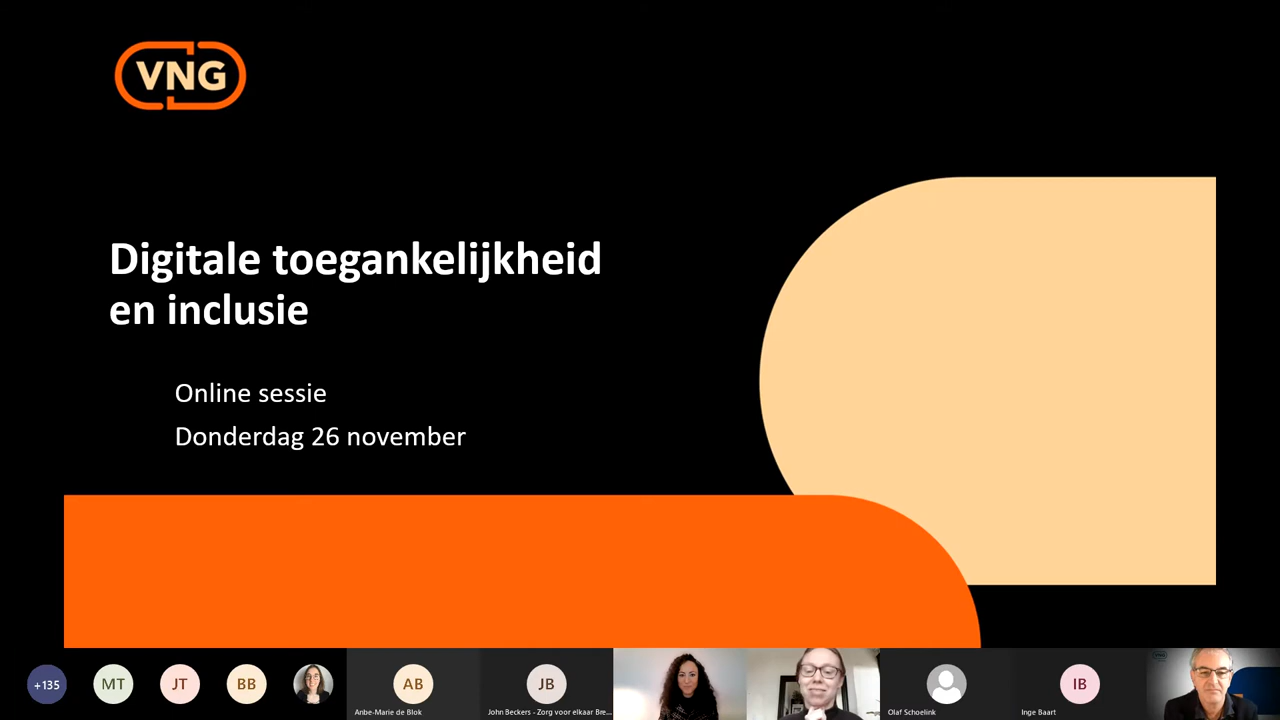 VNG
Digitale toegankelijkheid
en inclusie
Online sessie
Donderdag 26 november
+135
MT
JT
BB
AB
Anbe-Marie de Blok
JB
John Beckers - Zorg voor elkaar Bre...
Olaf Schoelink
IB
Inge Baart